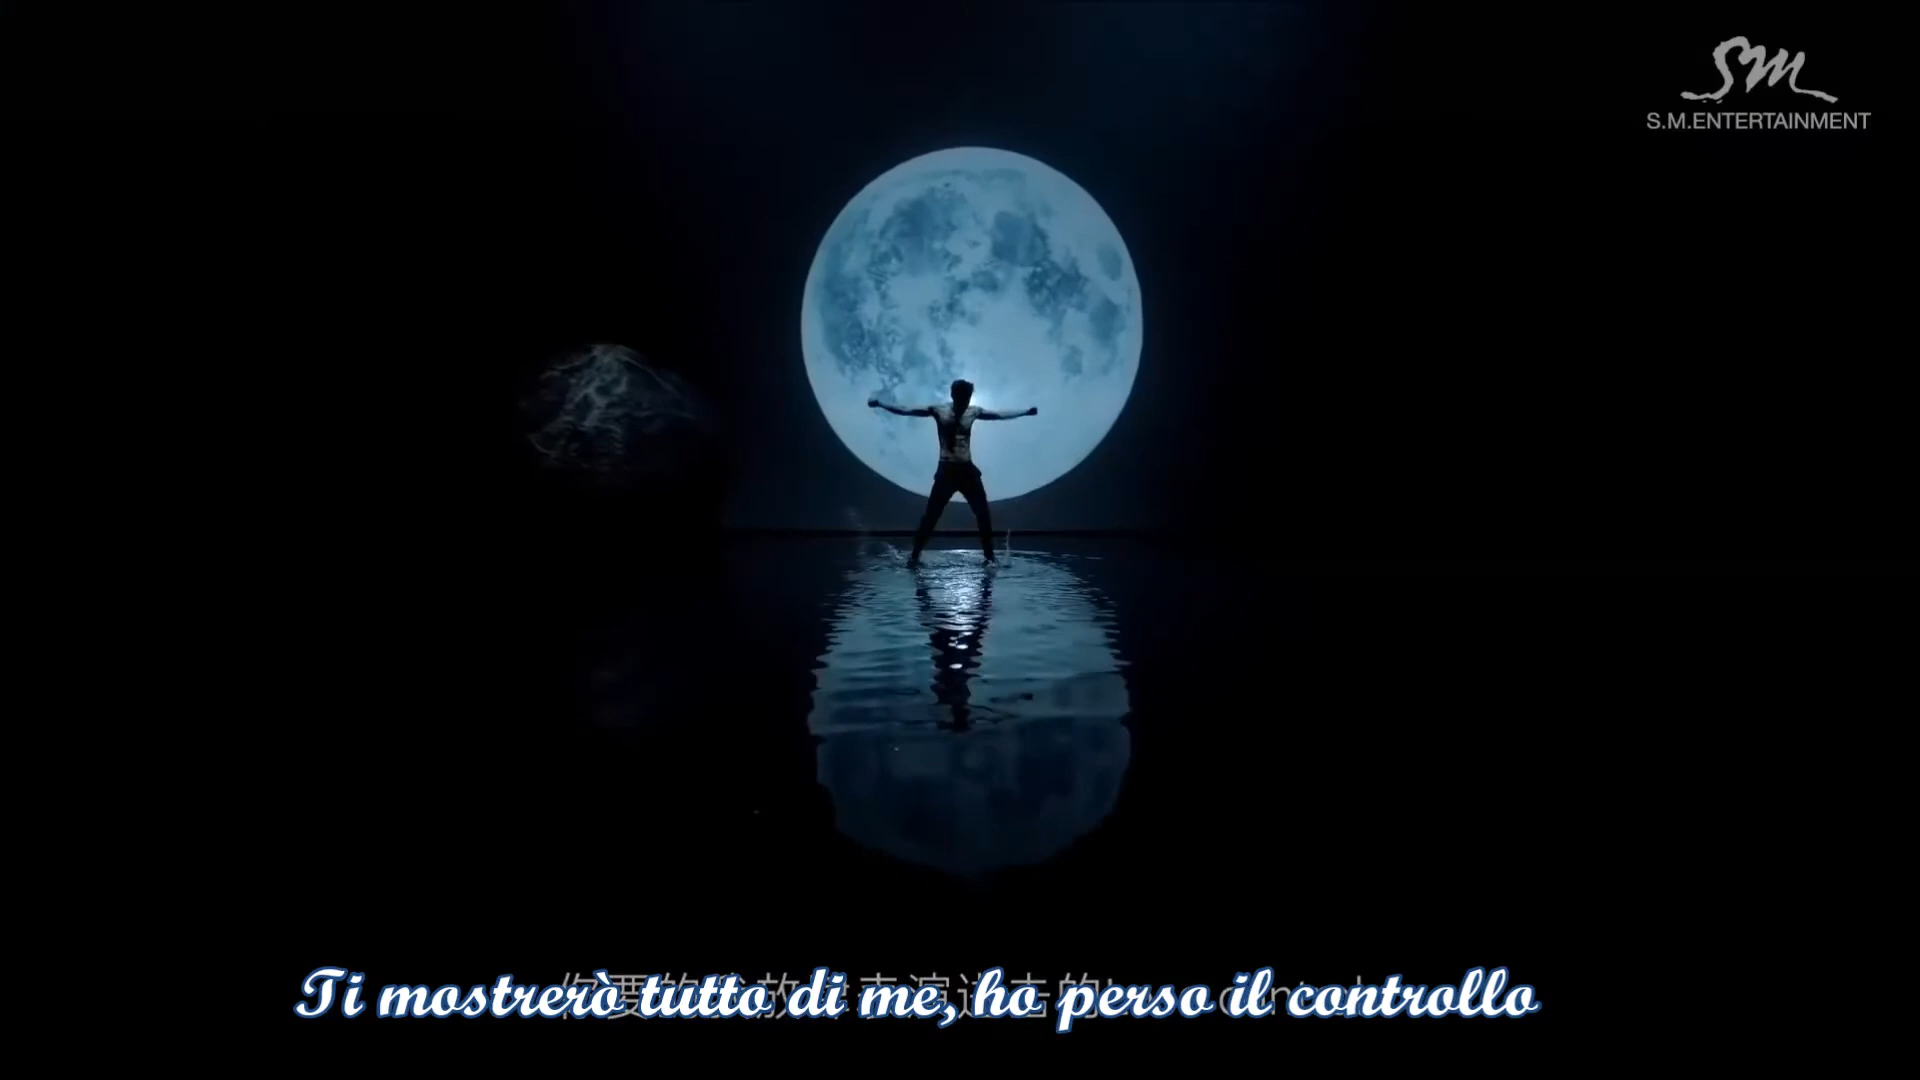 SM
S.M.ENTERTAINMENT
Ti mostrerò tutto di me, ho perso il controllo